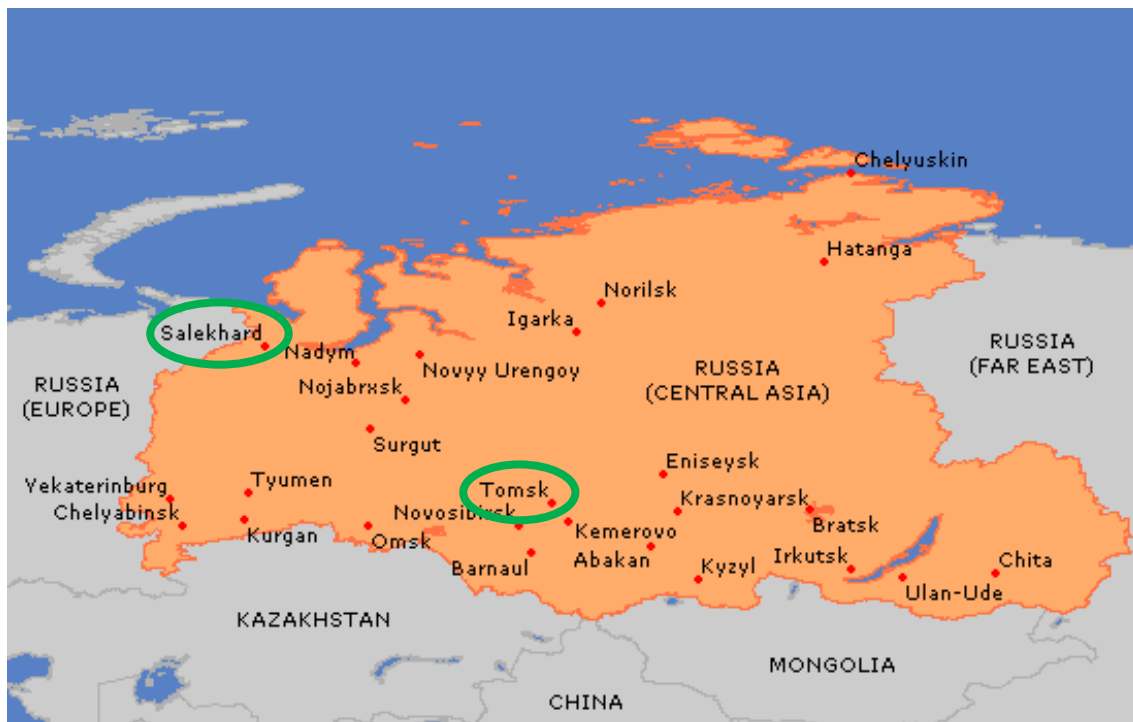 Chelyuskin
Hatanga
Norilsk
Igarka
Salekhard
Nadym
Novyy Urengoy
Nojabrxsk
RUSSIA
(EUROPE)
RUSSIA
(CENTRAL ASIA)
RUSSIA
(FAR EAST)
Surgut
Eniseysk
Tyumen
Tomsk
Yekaterinburg
Chelyabinsk
Novosibirsk
Krasnoyarsk
Bratsk
Kurgan
Omsk
Kemerovo
Barnaul
Abakan
Kyzyl
Irkutsk
Chita
Ulan-Ude
KAZAKHSTAN
MONGOLIA
CHINA